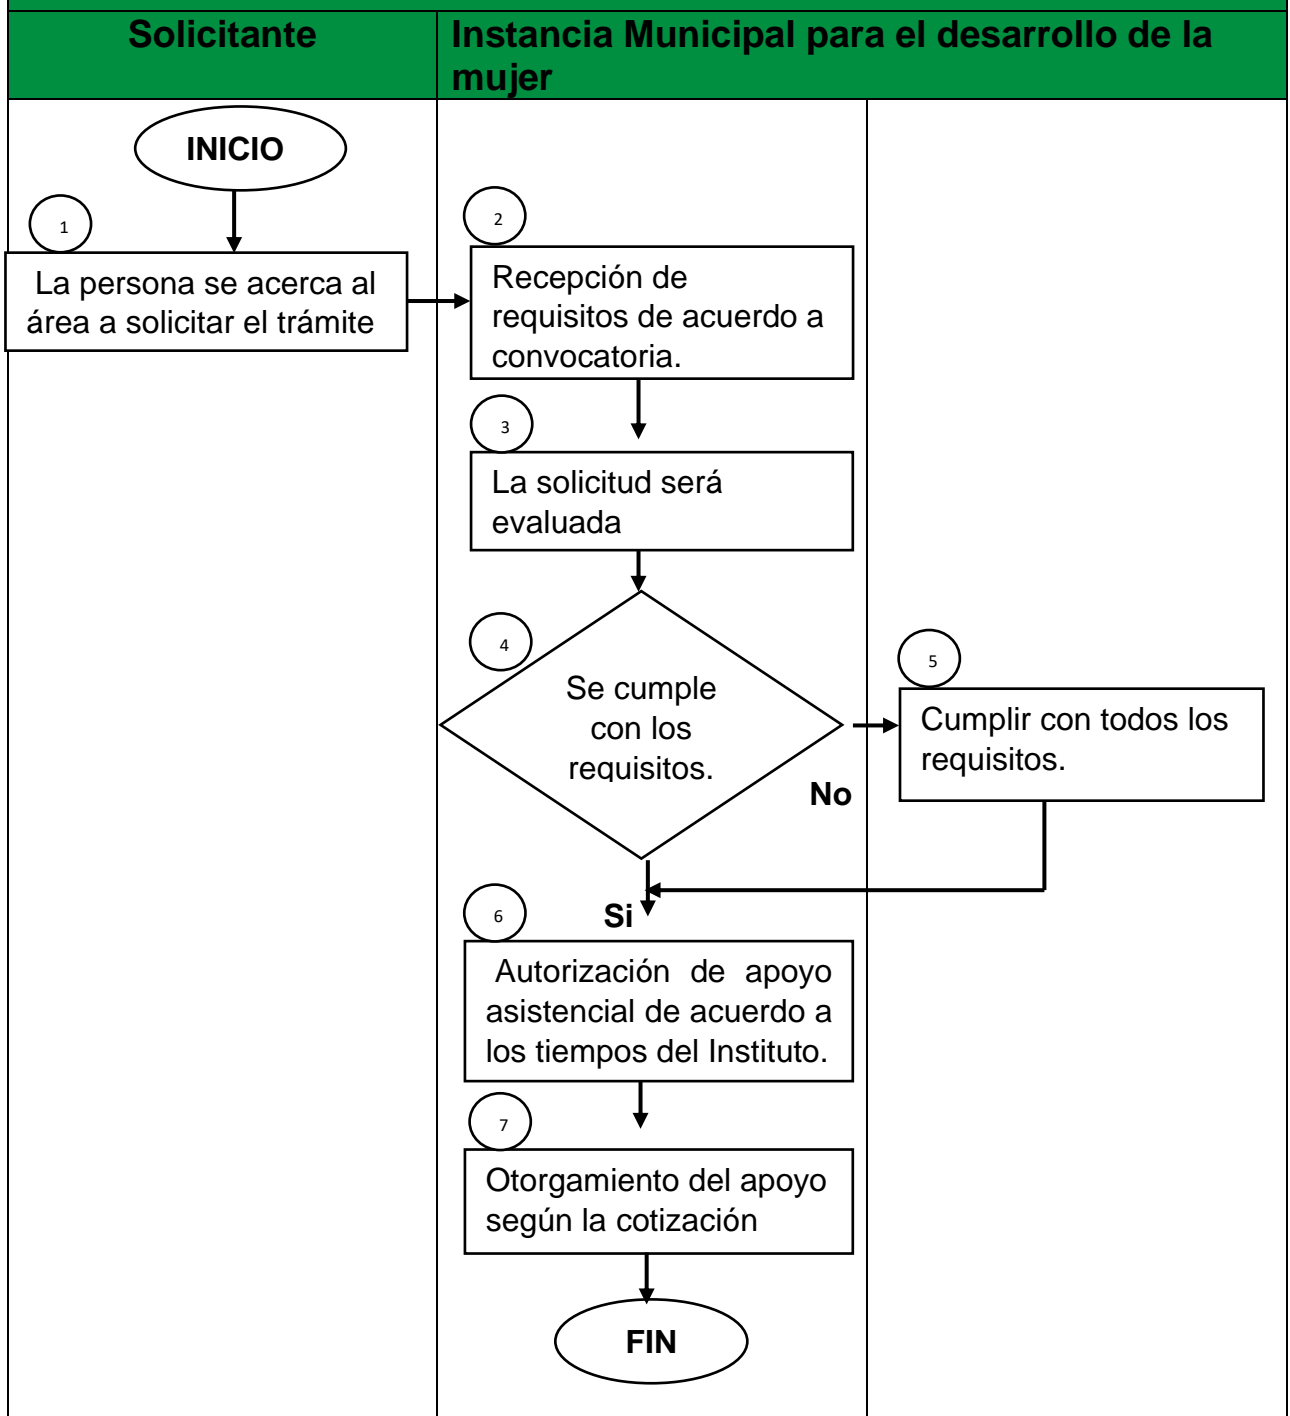 Solicitante
Instancia Municipal para el desarrollo de la
mujer
INICIO
1
La persona se acerca al
área a solicitar el trámite
2
Recepción de
requisitos de acuerdo a
convocatoria.
3
La solicitud será
evaluada
4
Se cumple
con los
requisitos.
No
5
Cumplir con todos los
requisitos.
Si
6
Autorización de apoyo
asistencial de acuerdo a
los tiempos del Instituto.
7
Otorgamiento del apoyo
según la cotización
FIN